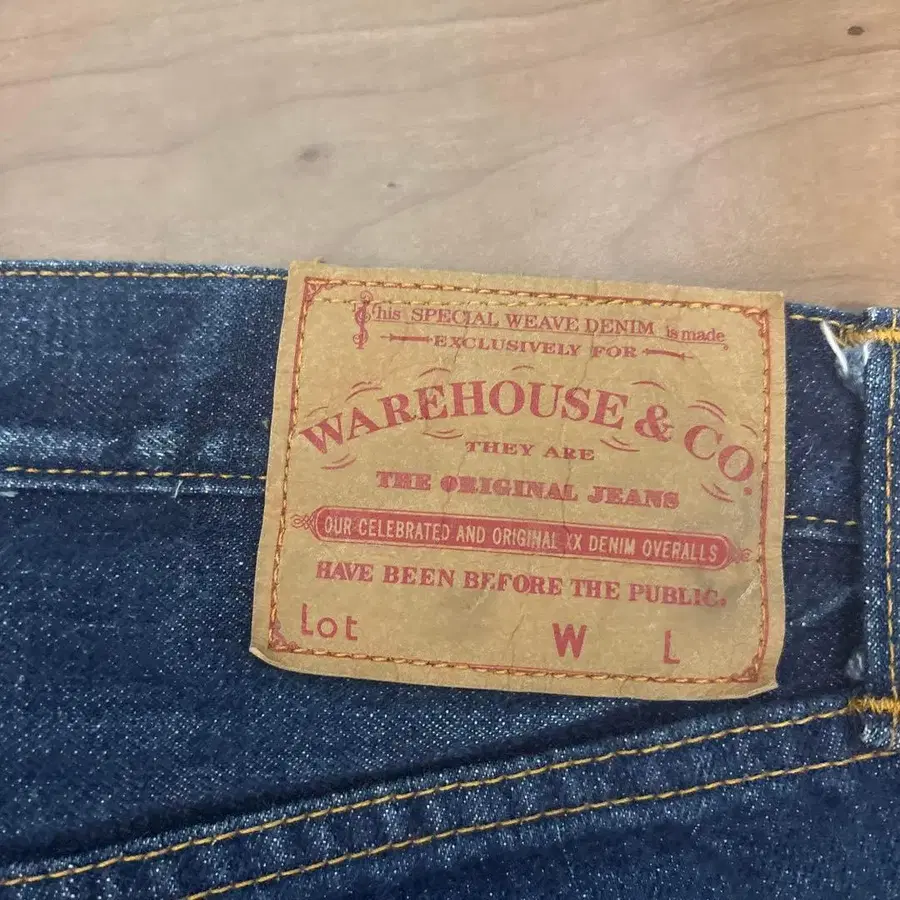 This SPECIAL WEAVE DENIM is made
EXCLUSIVELY FOR
WAREHOUSE & CO.
THEY ARE
THE ORIGINAL JEANS
OUR CELEBRATED AND ORIGINAL XX DENIM OVERALLS
HAVE BEEN BEFORE THE PUBLIC.
Lot W L